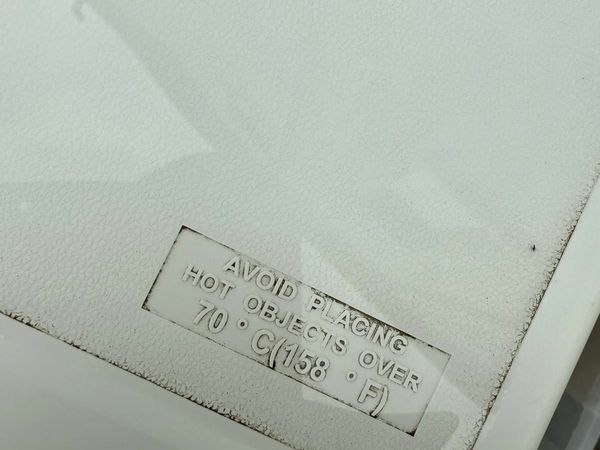 AVOID PLACING
HOT OBJECTS OVER
70 ° C(158 ° F)